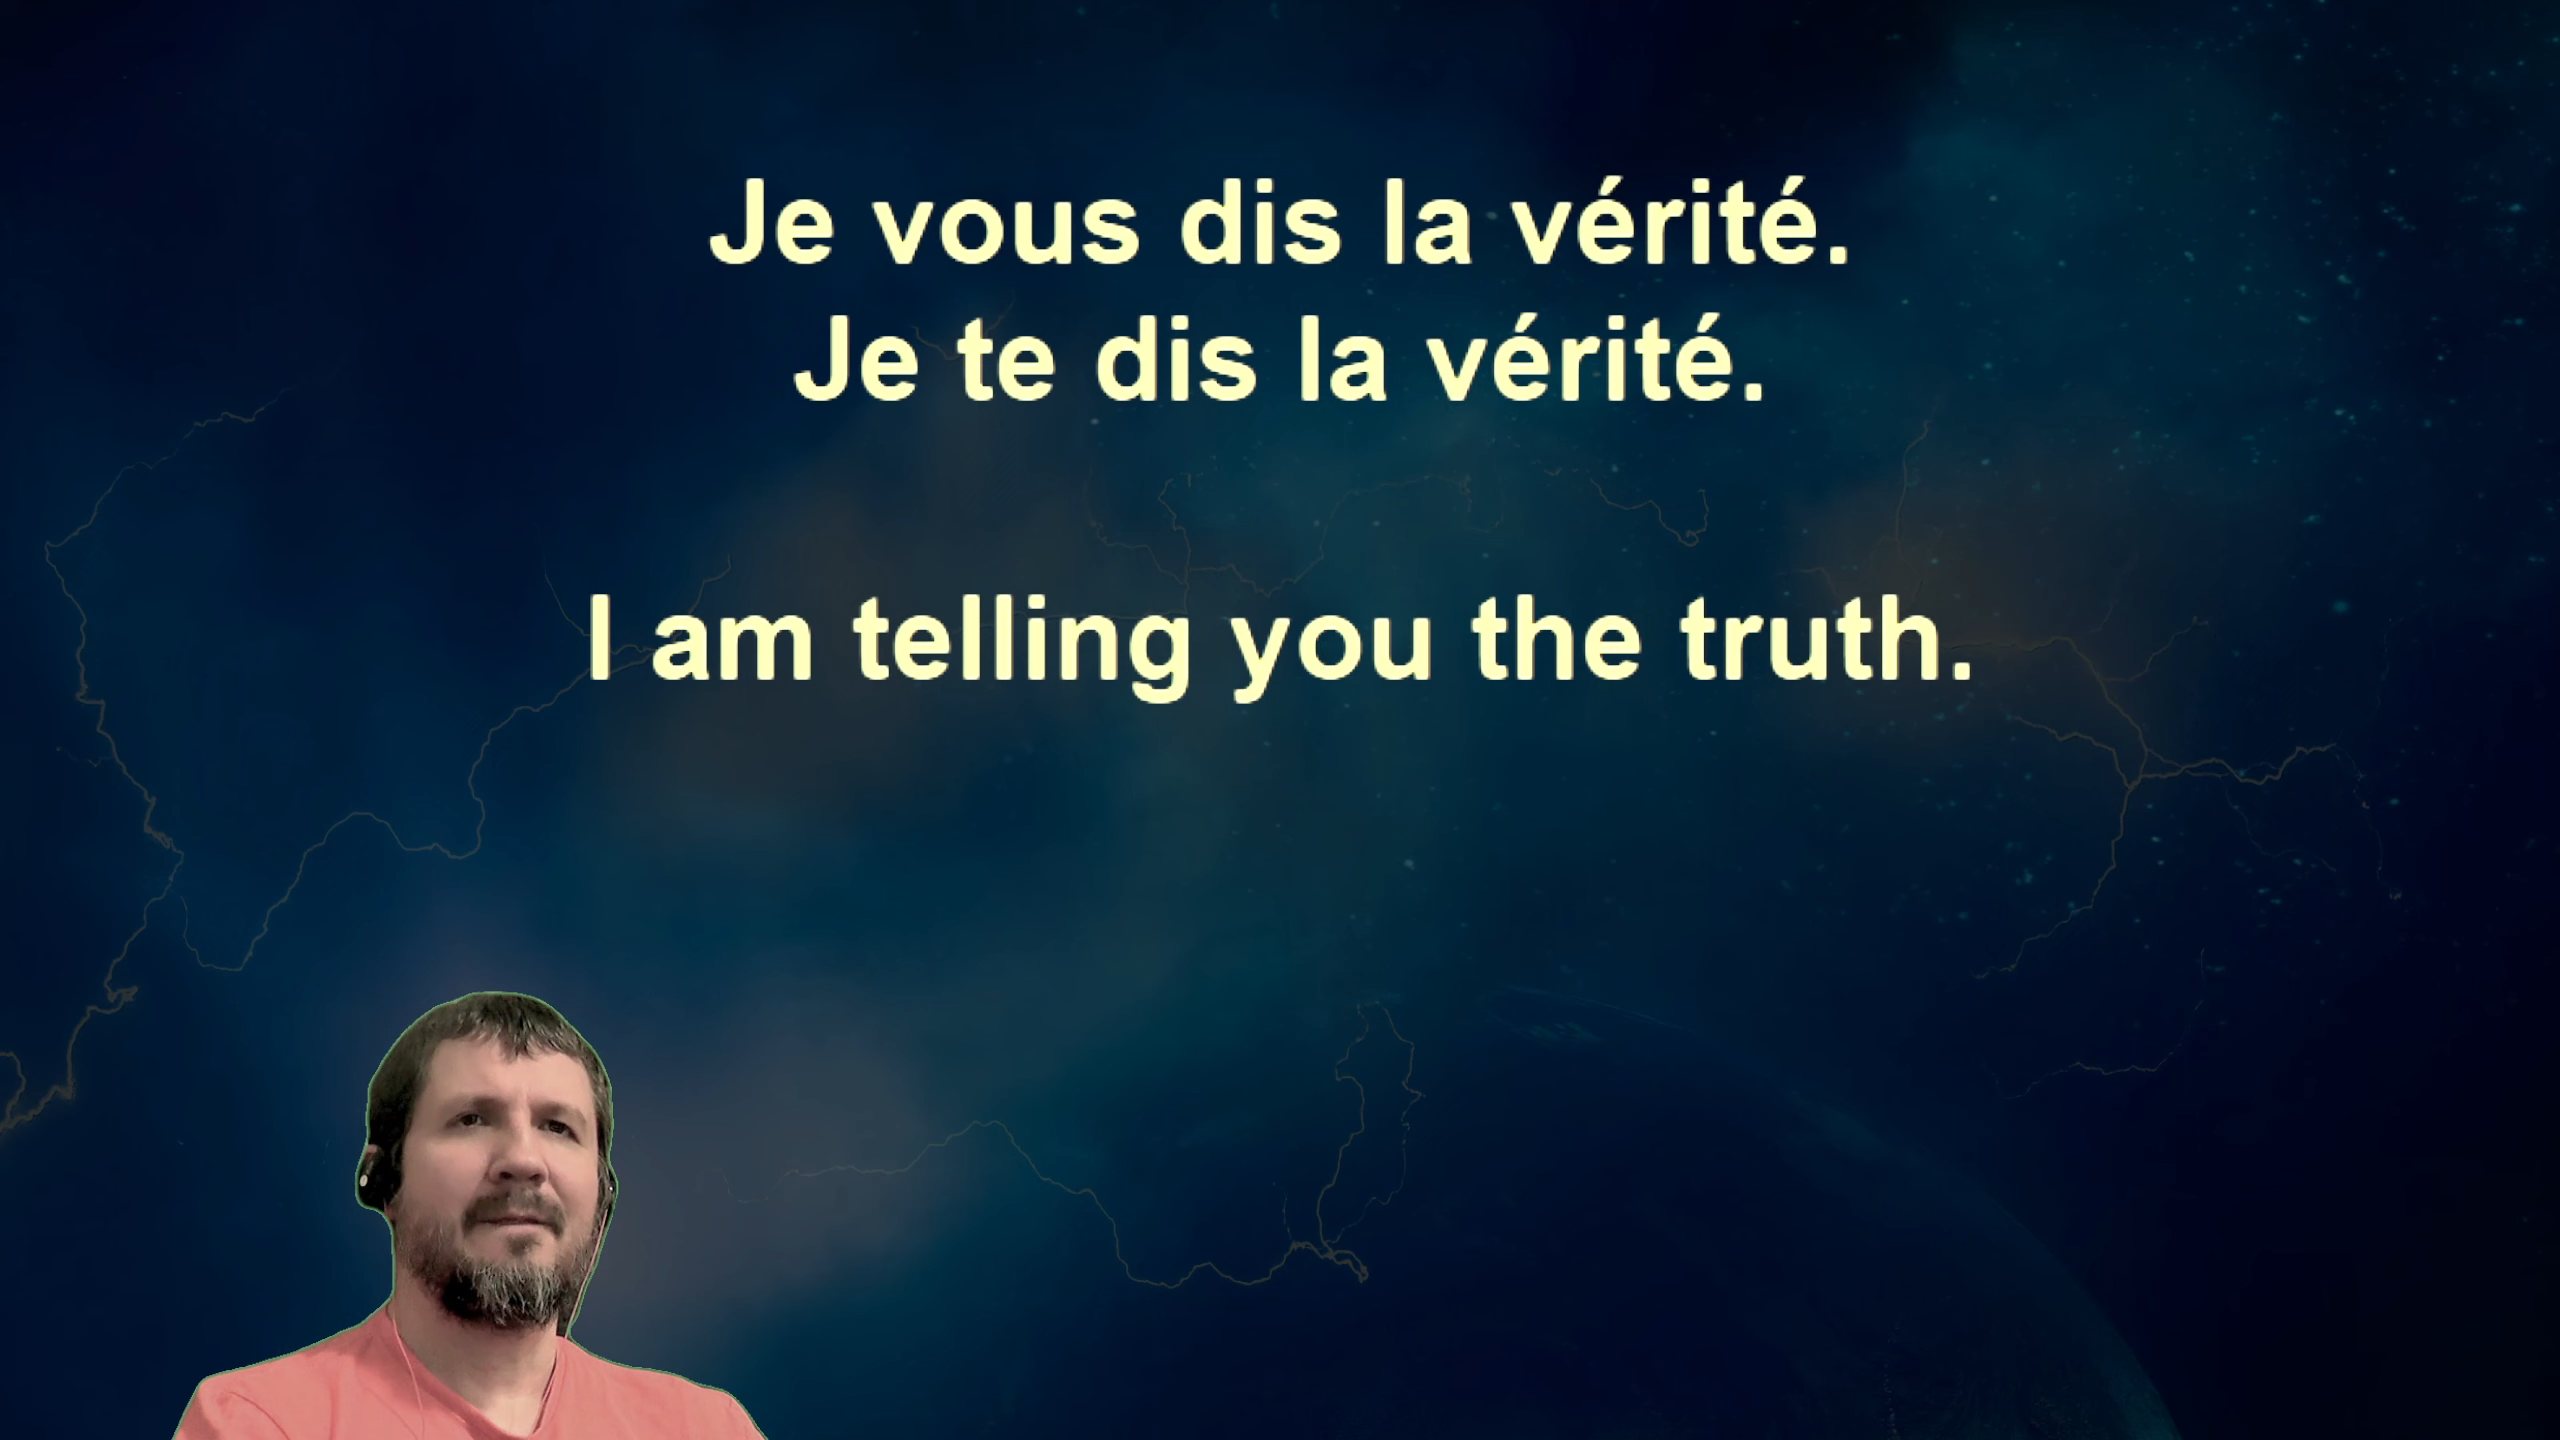 Je vous dis la vérité.
Je te dis la vérité.
I am telling you the truth.